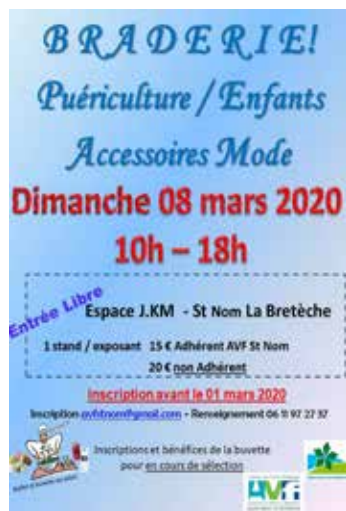 BRADERIE!
Puériculture / Enfants
Accessoires Mode
Dimanche 08 mars 2020
10h – 18h
Entrée Libre
Espace J.KM - St Nom La Bretèche
1 stand / exposant 15 € Adhérent AVF St Nom
20 € non Adhérent
Inscription avant le 01 mars 2020
Inscription avfstnom@gmail.com - Renseignement 06 11 97 27 37
Inscriptions et bénéfices de la buvette
pour en cours de sélection
AVF